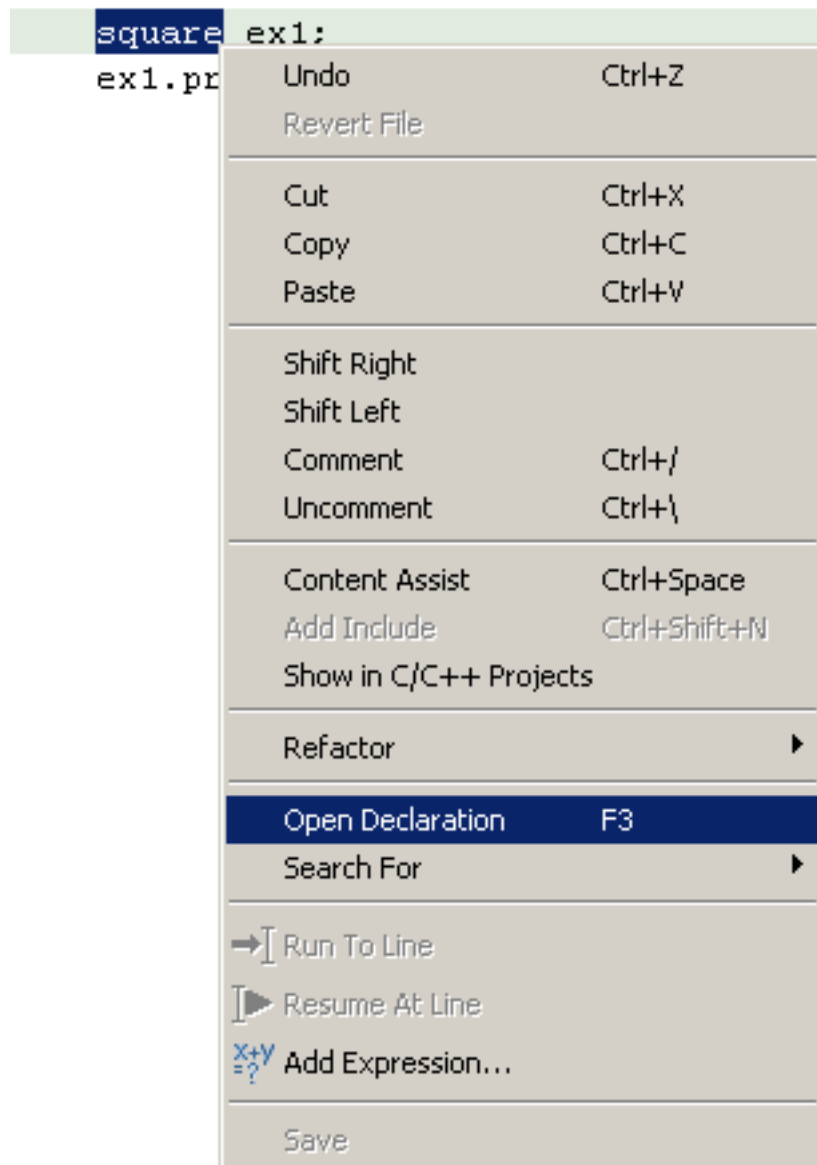 square ex1;
ex1.pr
Undo Ctrl+Z
Revert File
Cut Ctrl+X
Copy Ctrl+C
Paste Ctrl+V
Shift Right
Shift Left
Comment Ctrl+/
Uncomment Ctrl+\
Content Assist Ctrl+Space
Add Include Ctrl+Shift+N
Show in C/C++ Projects
Refactor
Open Declaration F3
Search For
Run To Line
Resume At Line
x+y
=?
Add Expression...
Save